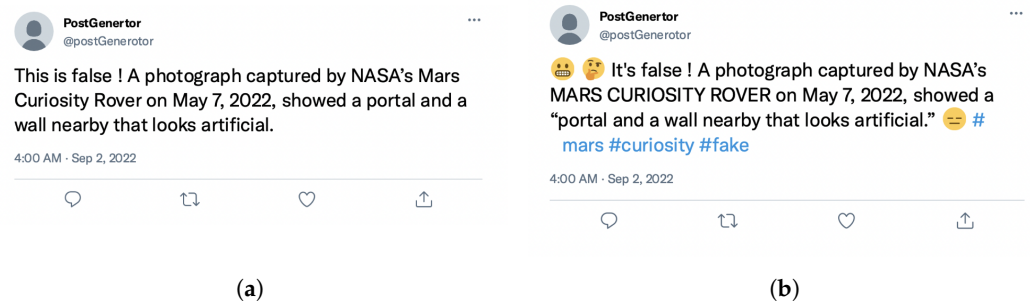 PostGenertor
@postGenerotor
This is false ! A photograph captured by NASA's Mars
Curiosity Rover on May 7, 2022, showed a portal and a
wall nearby that looks artificial.
4:00 AM · Sep 2, 2022
(a)
PostGenertor
@postGenerotor
😬 🤔 It's false ! A photograph captured by NASA's
MARS CURIOSITY ROVER on May 7, 2022, showed a
“portal and a wall nearby that looks artificial.” 😑 #
mars #curiosity #fake
4:00 AM · Sep 2, 2022
(b)